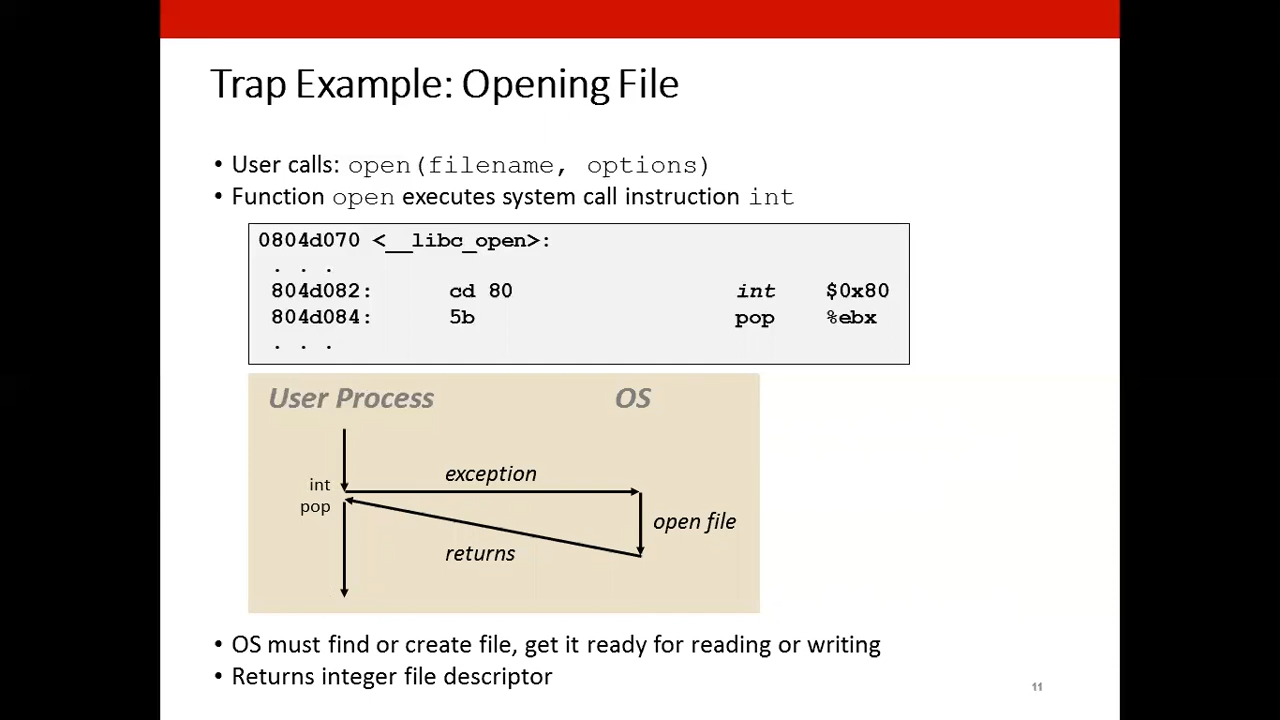 Trap Example: Opening File
• User calls: open(filename, options)
• Function open executes system call instruction int
0804d070 <__libc_open>:
. . .
804d082: cd 80 int $0x80
804d084: 5b pop %ebx
. . .
User Process OS
exception
int
pop
open file
returns
• OS must find or create file, get it ready for reading or writing
• Returns integer file descriptor
11